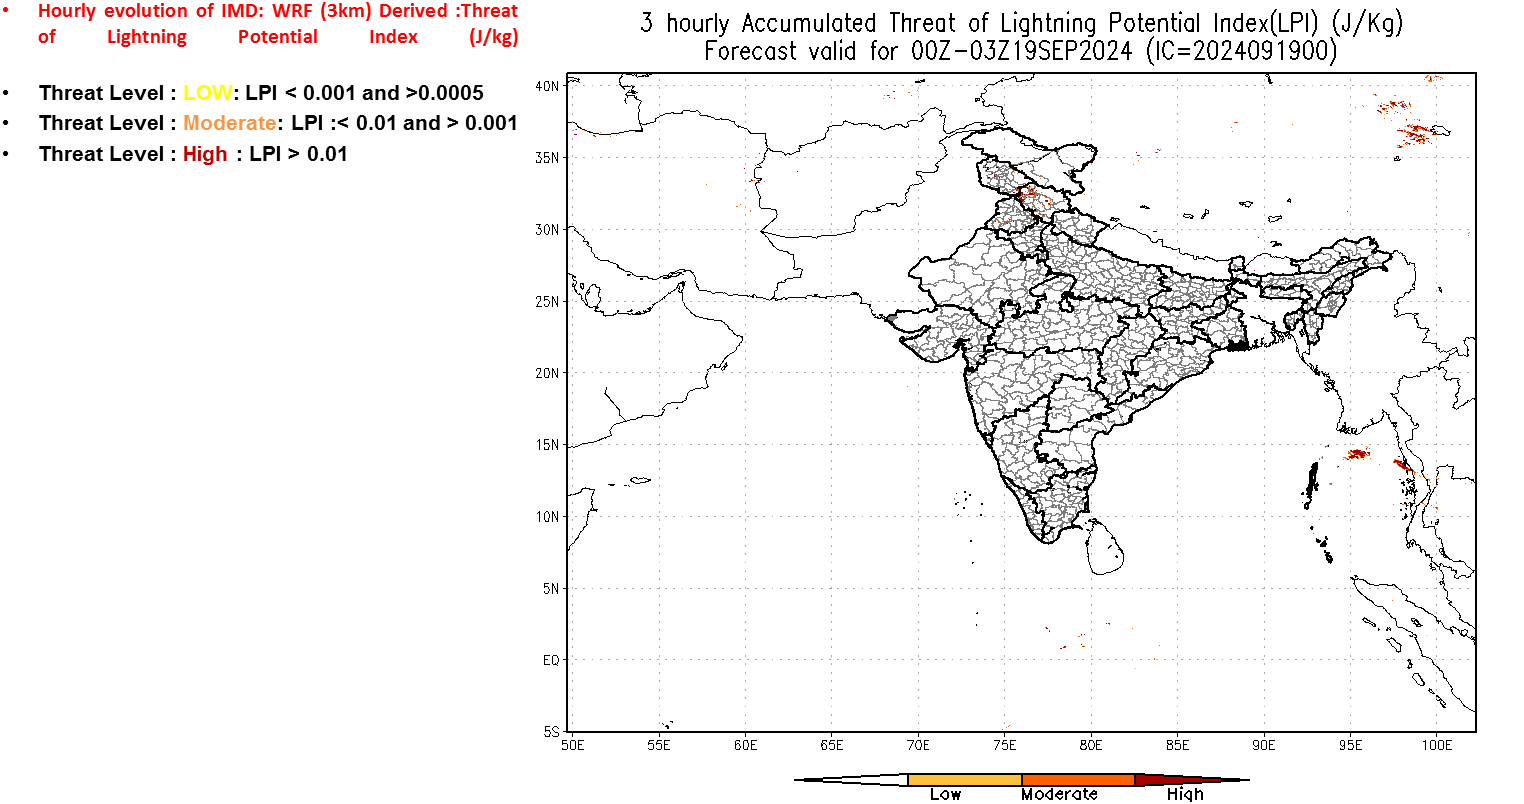 • Hourly evolution of IMD: WRF (3km) Derived :Threat
of Lightning Potential Index (J/kg)
• Threat Level : LOW: LPI < 0.001 and >0.0005
• Threat Level : Moderate: LPI :< 0.01 and > 0.001
• Threat Level : High : LPI > 0.01
3 hourly Accumulated Threat of Lightning Potential Index(LPI) (J/Kg)
Forecast valid for 00Z-03Z19SEP2024 (IC=2024091900)
40N
35N
30N
25N
20N
15N
10N
5N
EQ
5S
50E 55E 60E 65E 70E 75E 80E 85E 90E 95E 100E
Low Moderate High